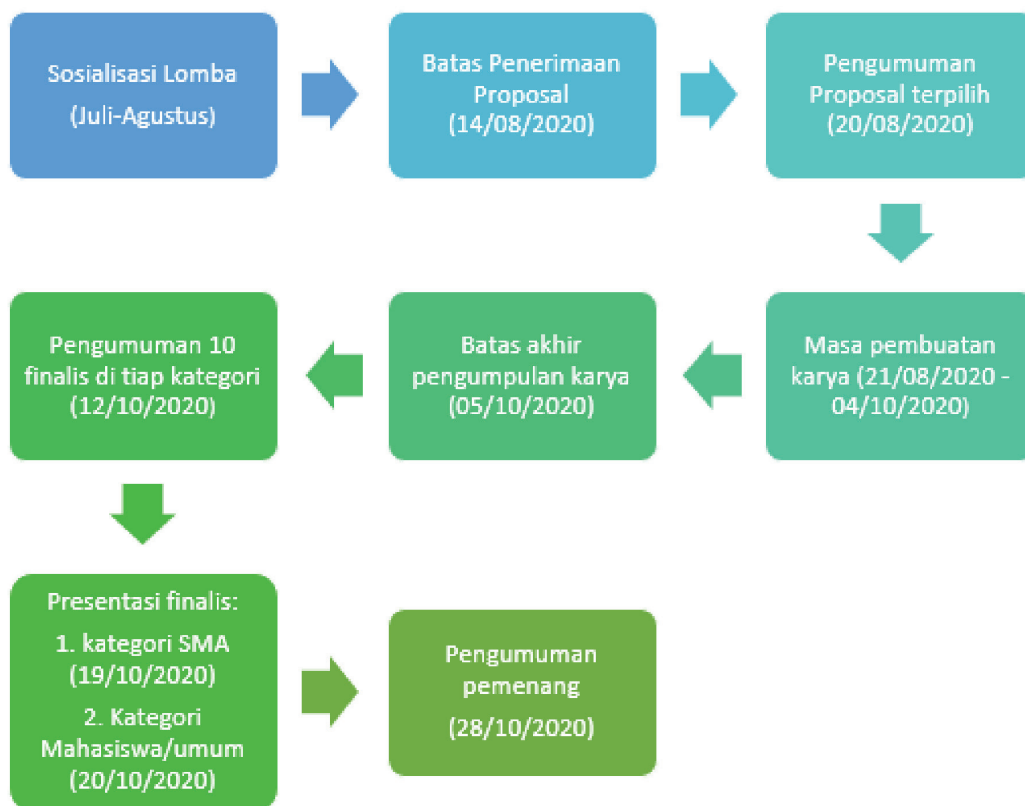 Sosialisasi Lomba
(Juli-Agustus)
Batas Penerimaan
Proposal
(14/08/2020)
Pengumuman
Proposal terpilih
(20/08/2020)
Masa pembuatan
karya (21/08/2020 -
04/10/2020)
Batas akhir
pengumpulan karya
(05/10/2020)
Pengumuman 10
finalis di tiap kategori
(12/10/2020)
Presentasi finalis:
1. kategori SMA
(19/10/2020)
2. Kategori
Mahasiswa/umum
(20/10/2020)
Pengumuman
pemenang
(28/10/2020)